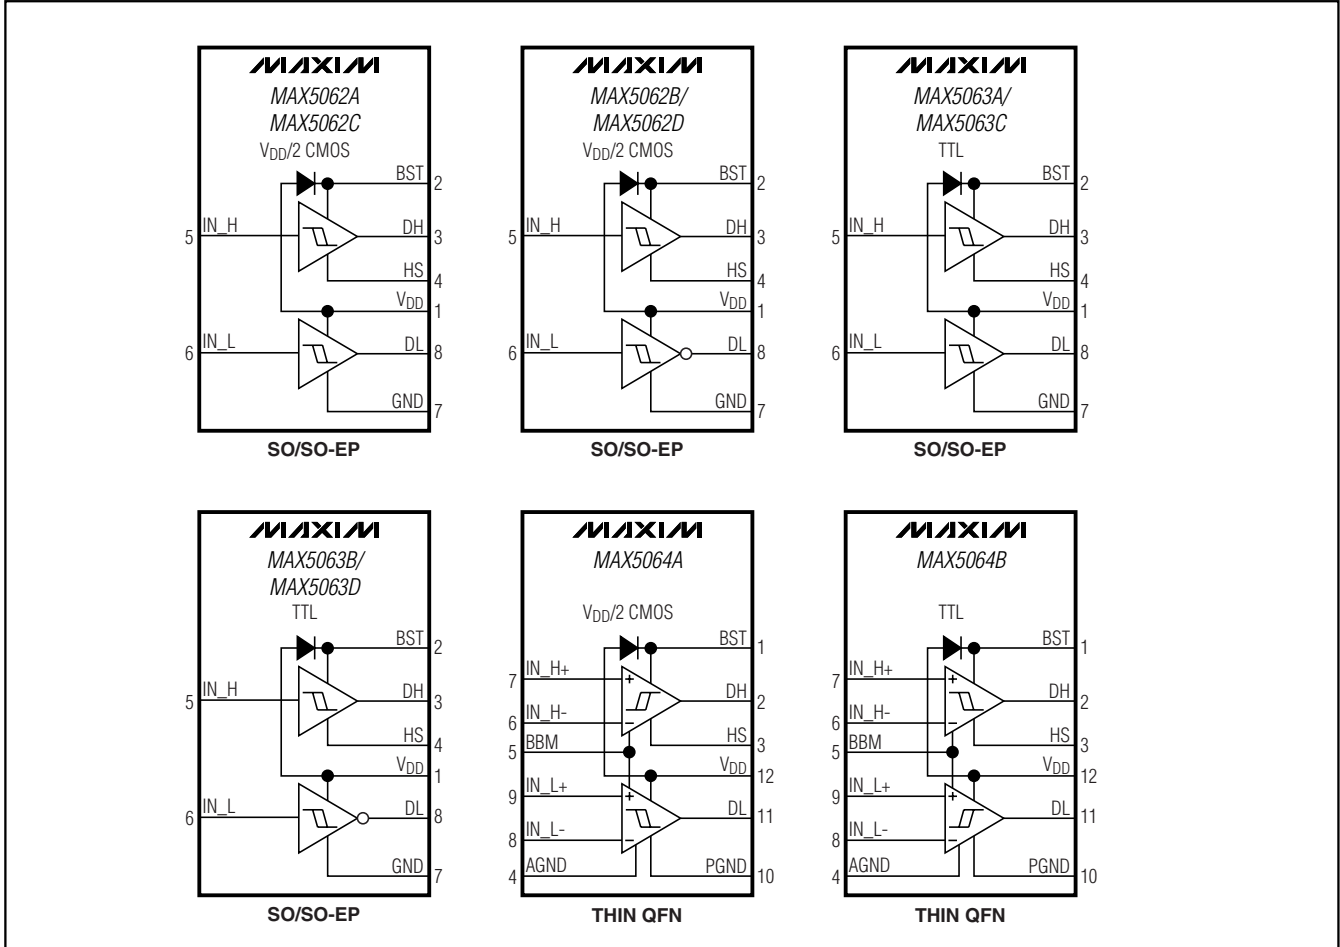 MAXIM
MAX5062A
MAX5062C
VDD/2 CMOS
BST 2
5 IN_H
DH 3
HS 4
VDD 1
6 IN_L
DL 8
GND 7
SO/SO-EP
MAXIM
MAX5062B/
MAX5062D
VDD/2 CMOS
BST 2
5 IN_H
DH 3
HS 4
VDD 1
6 IN_L
DL 8
GND 7
SO/SO-EP
MAXIM
MAX5063A/
MAX5063C
TTL
BST 2
5 IN_H
DH 3
HS 4
VDD 1
6 IN_L
DL 8
GND 7
SO/SO-EP
MAXIM
MAX5063B/
MAX5063D
TTL
BST 2
5 IN_H
DH 3
HS 4
VDD 1
6 IN_L
DL 8
GND 7
SO/SO-EP
MAXIM
MAX5064A
VDD/2 CMOS
BST 1
7 IN_H+
+
DH 2
6 IN_H-
−
HS 3
5 BBM
VDD 12
9 IN_L+
+
DL 11
8 IN_L-
−
4 AGND
PGND 10
THIN QFN
MAXIM
MAX5064B
TTL
BST 1
7 IN_H+
+
DH 2
6 IN_H-
−
HS 3
5 BBM
VDD 12
9 IN_L+
+
DL 11
8 IN_L-
−
4 AGND
PGND 10
THIN QFN